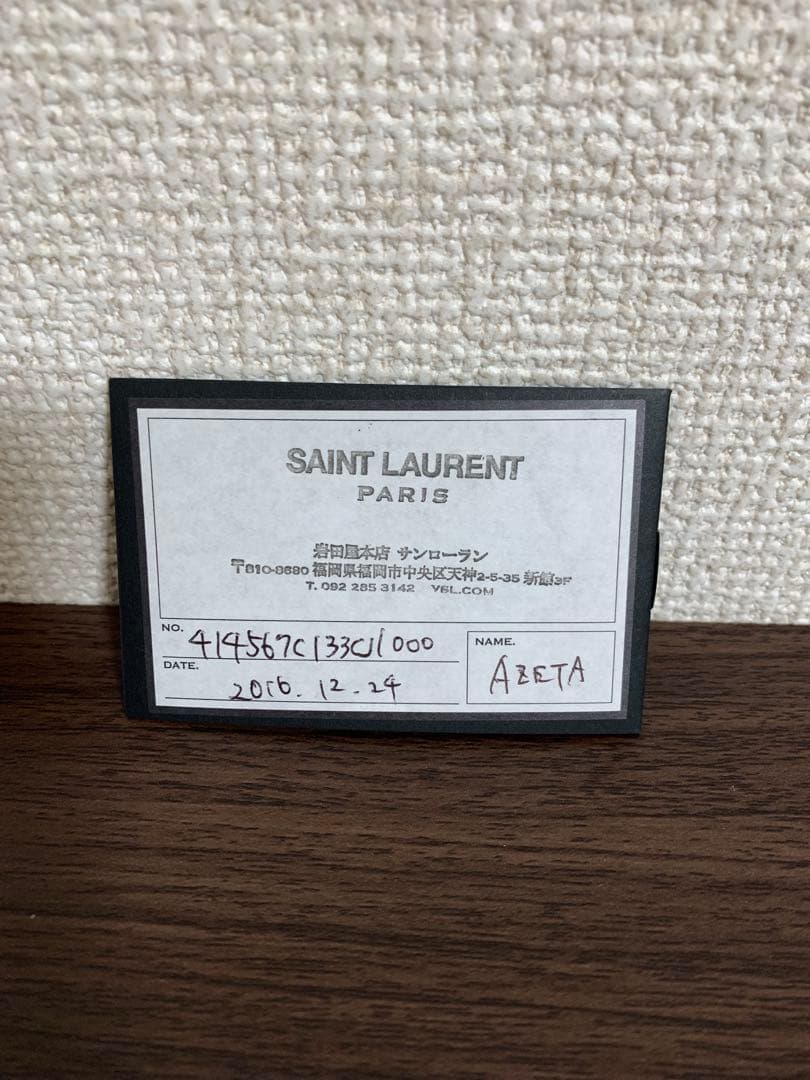 SAINT LAURENT
PARIS
岩田屋本店 サンローラン
〒810-8680 福岡県福岡市中央区天神2-5-35 新館3F
T. 092 285 3142 YSL.COM
NO. 414567C133C/1000
DATE. 2016.12.24
NAME. AZETA